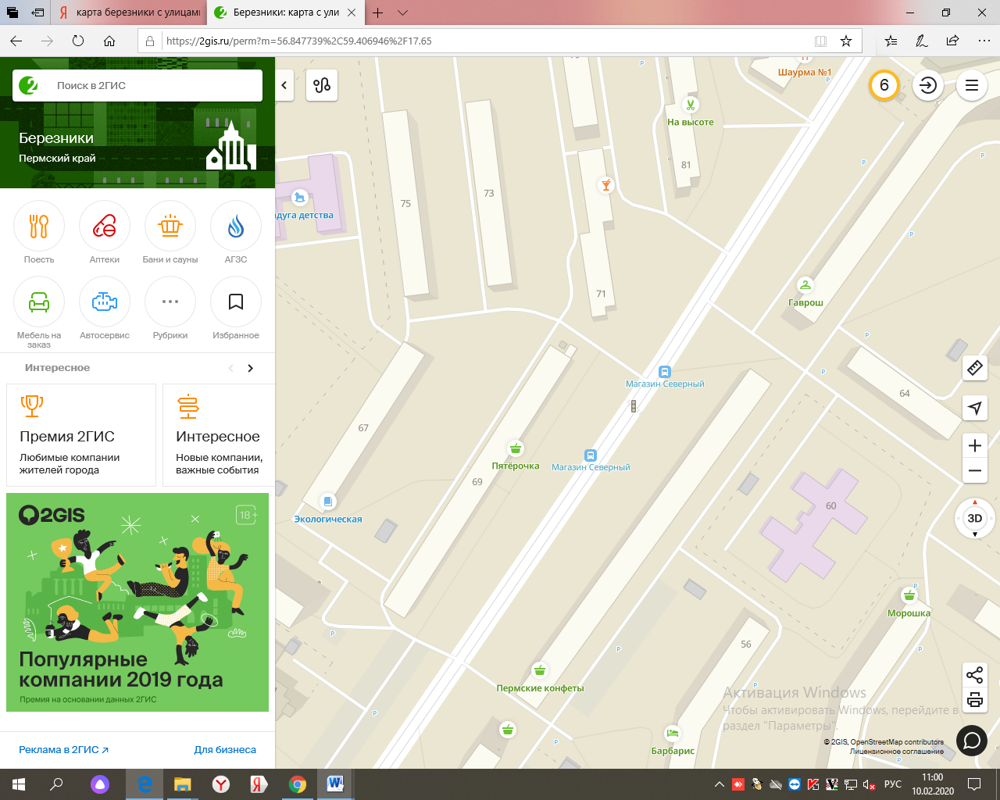 карта березники с улицами
Березники: карта с ули
https://2gis.ru/perm?m=56.847739%2C59.406946%2F17.65
Поиск в 2ГИС
Березники
Пермский край
Поесть
Аптеки
Бани и сауны
АГЗС
Мебель на
заказ
Автосервис
Рубрики
Избранное
Интересное
Премия 2ГИС
Любимые компании
жителей города
Интересное
Новые компании,
важные события
2GIS
18+
Популярные
компании 2019 года
Премия на основании данных 2ГИС
Реклама в 2ГИС
Для бизнеса
Шаурма №1
6
На высоте
81
73
75
дуга детства
71
Гаврош
Магазин Северный
64
67
Пятёрочка
Магазин Северный
69
60
Экологическая
3D
Морошка
56
Пермские конфеты
Барбарис
Активация Windows
Чтобы активировать Windows, перейдите в
раздел "Параметры".
© 2GIS, OpenStreetMap contributors
Лицензионное соглашение
РУС
11:00
10.02.2020